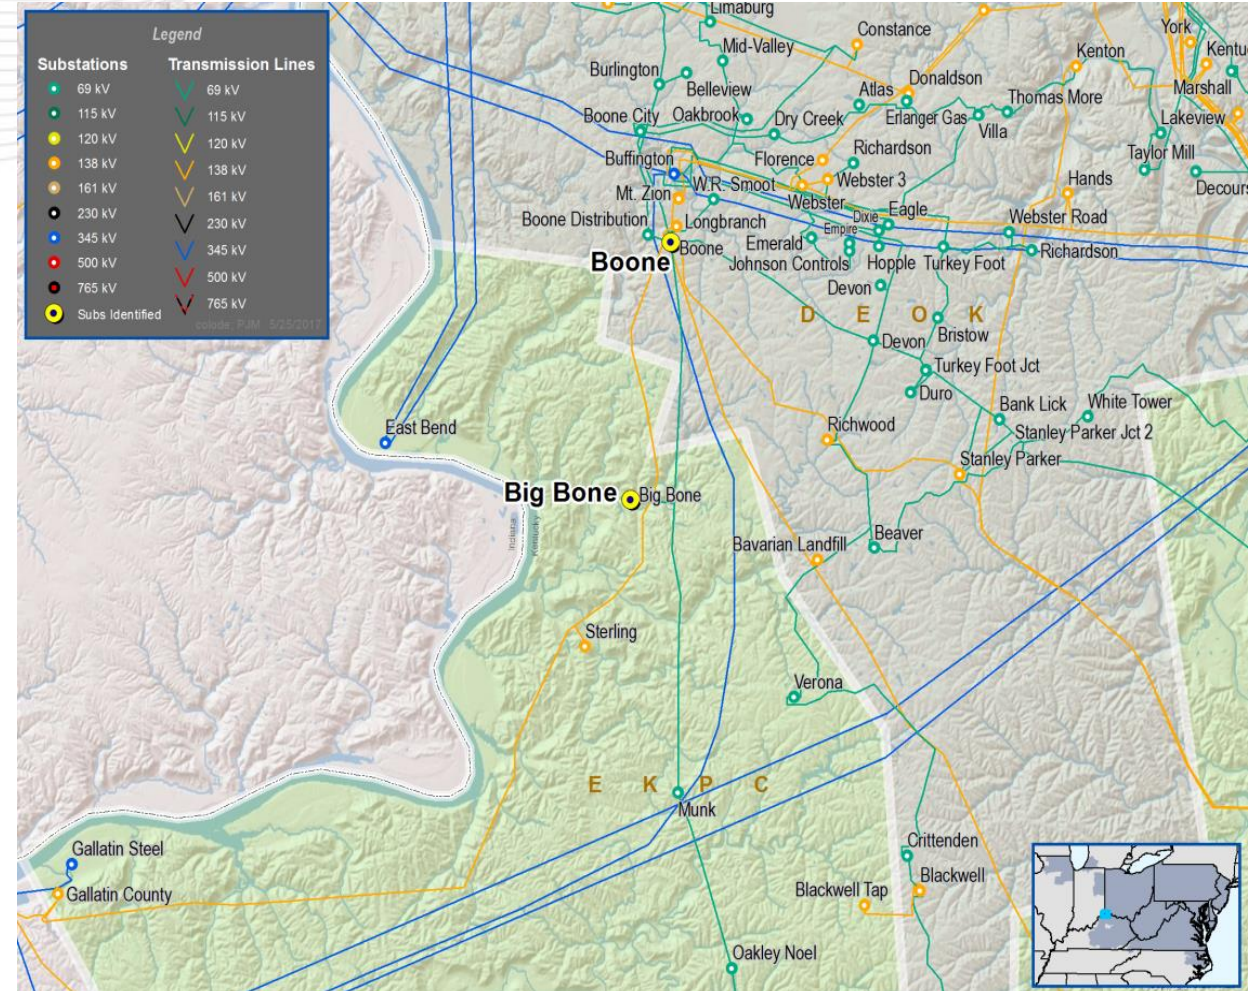 Legend
Substations Transmission Lines
69 kV 69 kV
115 kV 115 kV
120 kV 120 kV
138 kV 138 kV
161 kV 161 kV
230 kV 230 kV
345 kV 345 kV
500 kV 500 kV
765 kV 765 kV
Subs Identified
PJM 5/25/2017
Limaburg
Constance
York
Mid-Valley
Kenton
Burlington
Donaldson
Belleview
Atlas
Marshall
Thomas More
Boone City
Oakbrook
Dry Creek
Erlanger Gas
Villa
Lakeview
Buffington
Florence
Richardson
Taylor Mill
W.R. Smoot
Webster 3
Hands
Mt. Zion
Webster
Boone Distribution
Longbranch
Dixie
Eagle
Webster Road
Empire
Boone
Boone
Emerald
Johnson Controls
Hopple
Turkey Foot
Richardson
Devon
D E O K
Bristow
Devon
Turkey Foot Jct
Duro
Bank Lick
White Tower
East Bend
Richwood
Stanley Parker Jct 2
Stanley Parker
Big Bone
Big Bone
Indiana
Kentucky
Beaver
Bavarian Landfill
Sterling
Verona
E K P C
Munk
Gallatin Steel
Crittenden
Gallatin County
Blackwell Tap
Blackwell
Oakley Noel